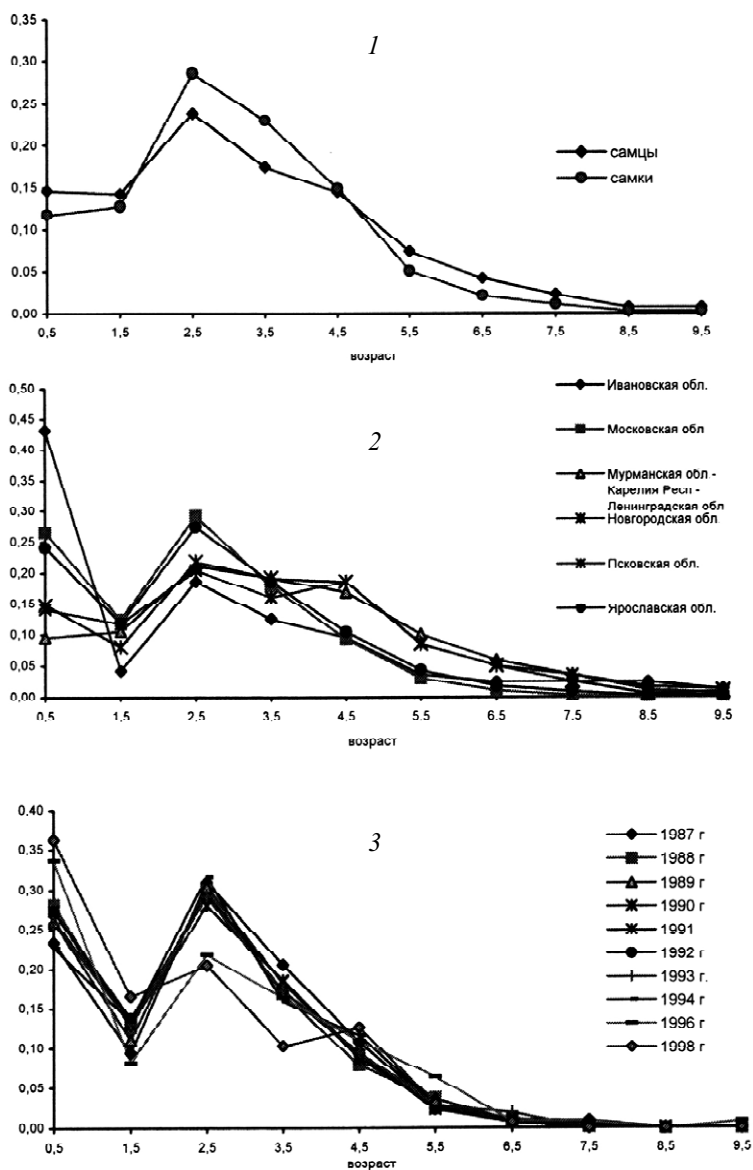 1
0,35
0,30
0,25
0,20
0,15
0,10
0,05
0,00
0,5 1,5 2,5 3,5 4,5 5,5 6,5 7,5 8,5 9,5
возраст
самцы
самки
2
0,50
0,45
0,40
0,35
0,30
0,25
0,20
0,15
0,10
0,05
0,00
0,5 1,5 2,5 3,5 4,5 5,5 6,5 7,5 8,5 9,5
возраст
Ивановская обл.
Московская обл
Мурманская обл.-
Карелия Респ -
Ленинградская обл
Новгородская обл.
Псковская обл.
Ярославская обл.
3
0,40
0,35
0,30
0,25
0,20
0,15
0,10
0,05
0,00
0,5 1,5 2,5 3,5 4,5 5,5 6,5 7,5 8,5 9,5
возраст
1987 г
1988 г
1989 г
1990 г
1991
1992 г
1993 г.
1994 г
1996 г
1998 г